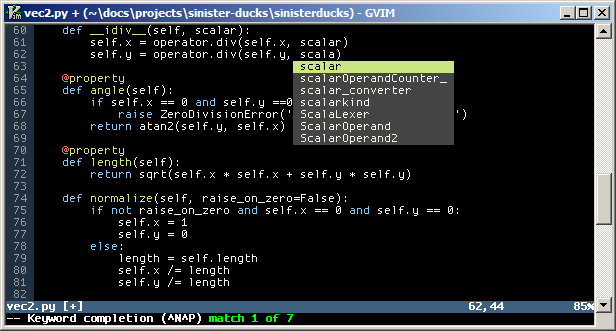 vec2.py + (~\docs\projects\sinister-ducks\sinisterducks) - GVIM
60 def __idiv__(self, scalar):
61 self.x = operator.div(self.x, scalar)
62 self.y = operator.div(self.y, scala)
63 scalar
64 @property scalarOperandCounter_
65 def angle(self): scalar_converter
66 if self.x == 0 and self.y ==0 scalarkind
67 raise ZeroDivisionError(' ScalaLexer ')
68 return atan2(self.y, self.x) ScalarOperand
69 ScalarOperand2
70 @property
71 def length(self):
72 return sqrt(self.x * self.x + self.y * self.y)
73
74 def normalize(self, raise_on_zero=False):
75 if not raise_on_zero and self.x == 0 and self.y == 0:
76 self.x = 1
77 self.y = 0
78 else:
79 length = self.length
80 self.x /= length
81 self.y /= length
82
vec2.py [+] 62,44 85%
-- Keyword completion (^N^P) match 1 of 7